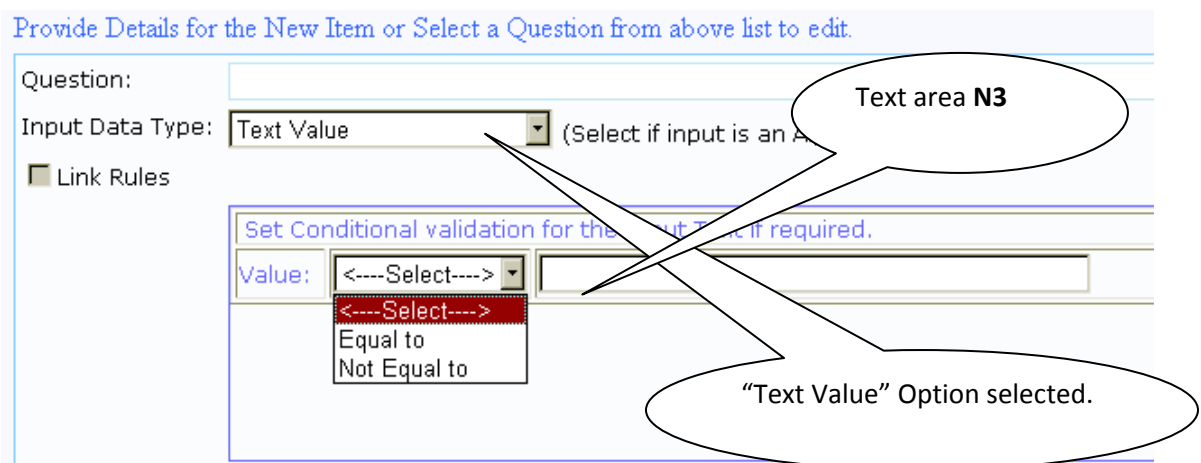 Provide Details for the New Item or Select a Question from above list to edit.
Question:
Text area N3
Input Data Type: Text Value (Select if input is an
Link Rules
Set Conditional validation for the Input Text if required.
Value: <----Select---->
<----Select---->
Equal to
Not Equal to
“Text Value” Option selected.